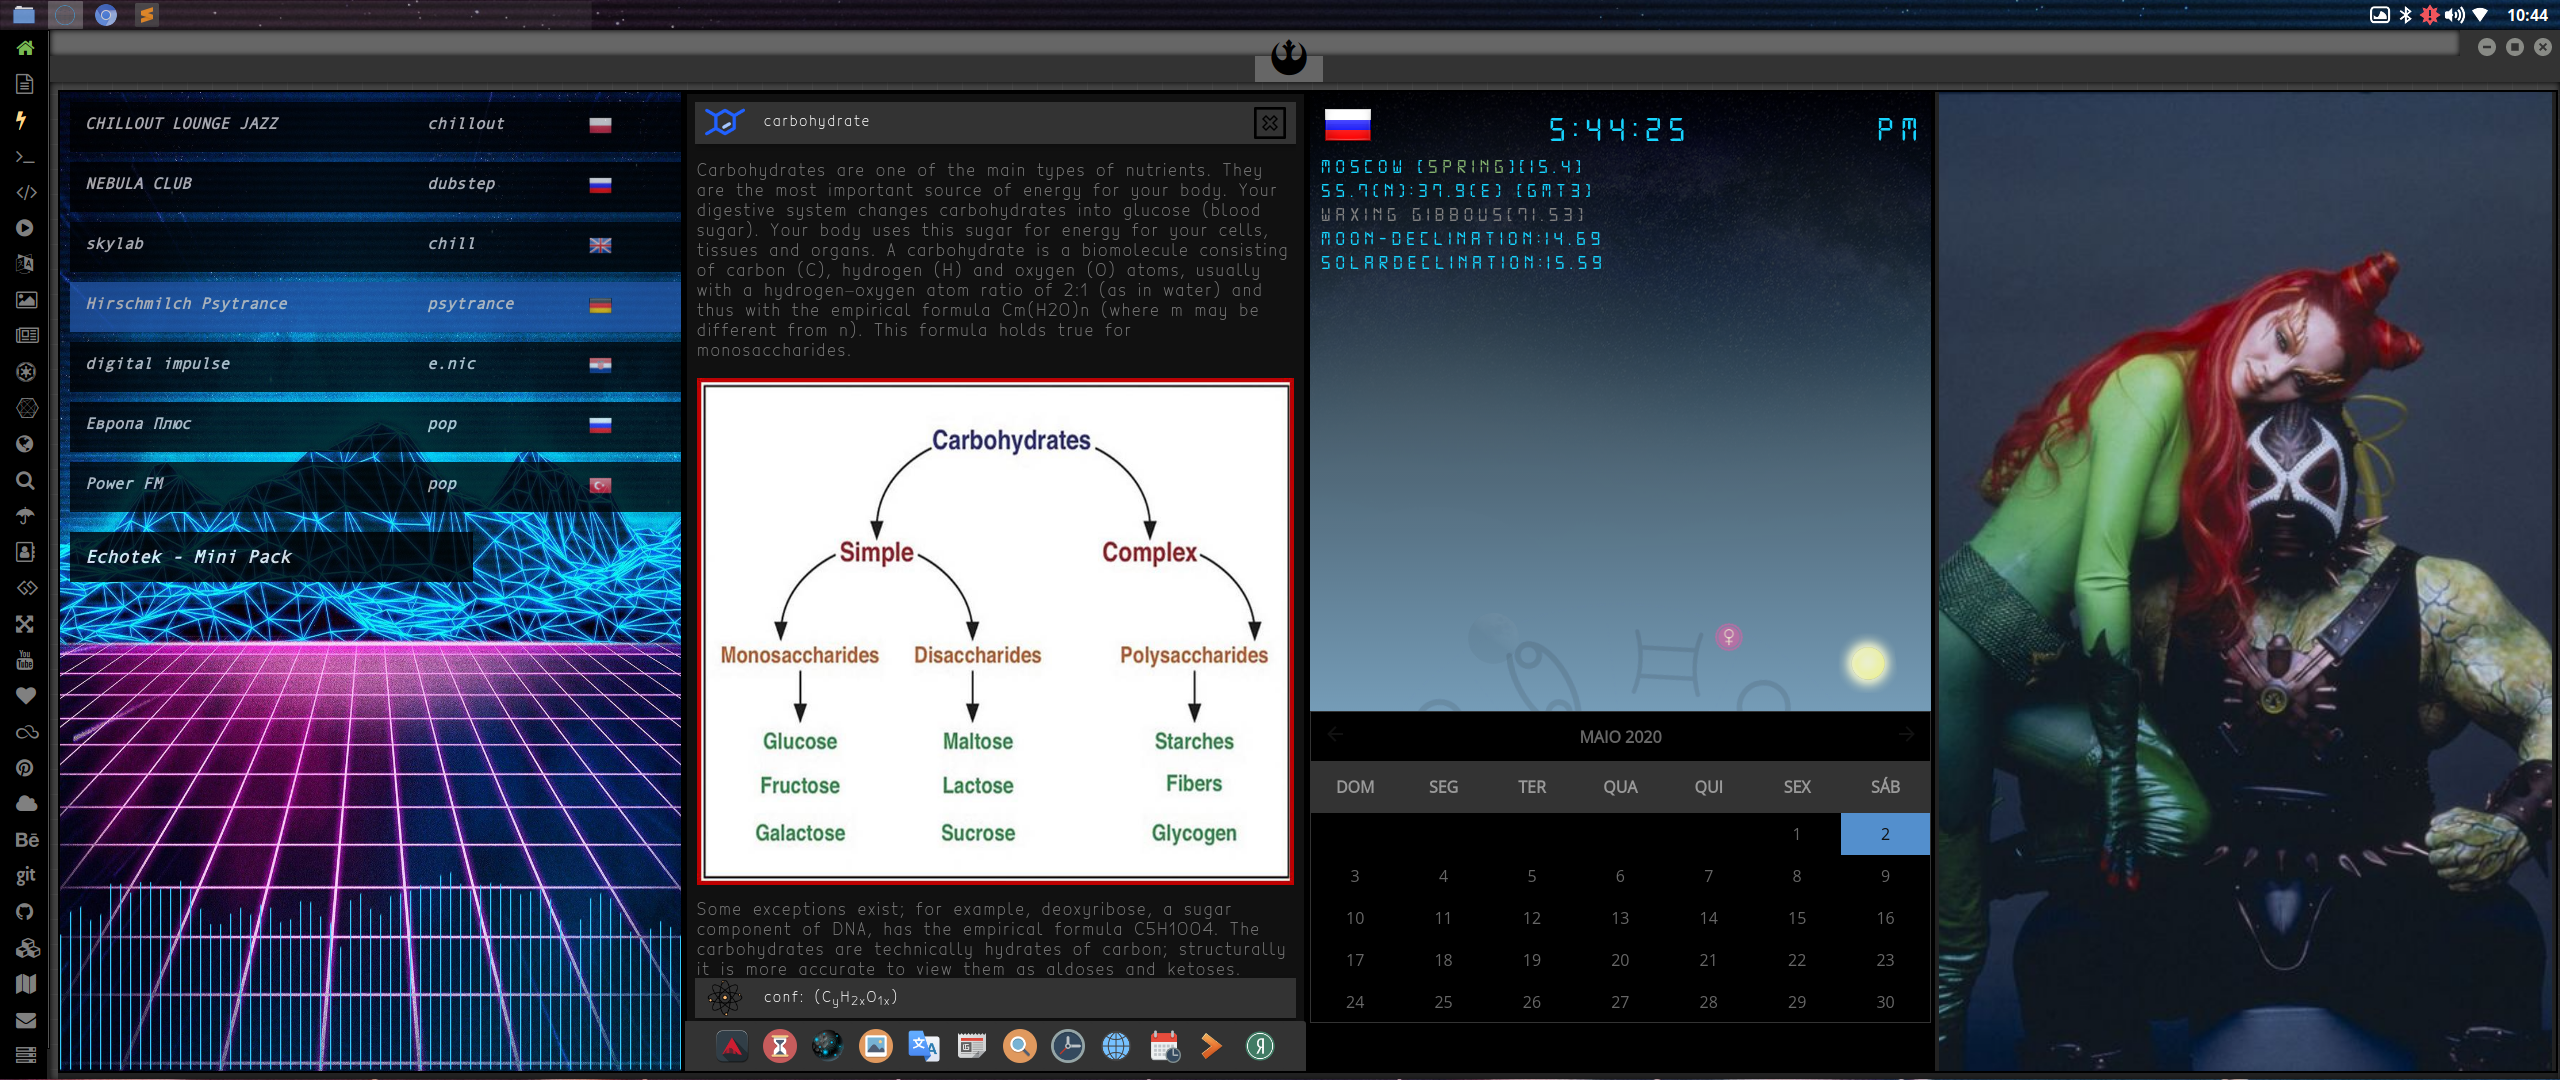 10:44
CHILLOUT LOUNGE JAZZ chillout
NEBULA CLUB dubstep
skylab chill
Hirschmilch Psytrance psytrance
digital impulse e.nic
Европа Плюс pop
Power FM pop
Echotek - Mini Pack
You
Tube
Bē
git
carbohydrate
Carbohydrates are one of the main types of nutrients. They
are the most important source of energy for your body. Your
digestive system changes carbohydrates into glucose (blood
sugar). Your body uses this sugar for energy for your cells,
tissues and organs. A carbohydrate is a biomolecule consisting
of carbon (C), hydrogen (H) and oxygen (O) atoms, usually
with a hydrogen–oxygen atom ratio of 2:1 (as in water) and
thus with the empirical formula Cm(H2O)n (where m may be
different from n). This formula holds true for
monosaccharides.
Carbohydrates
Simple Complex
Monosaccharides Disaccharides Polysaccharides
Glucose Maltose Starches
Fructose Lactose Fibers
Galactose Sucrose Glycogen
Some exceptions exist; for example, deoxyribose, a sugar
component of DNA, has the empirical formula C5H10O4. The
carbohydrates are technically hydrates of carbon; structurally
it is more accurate to view them as aldoses and ketoses.
conf: (CyH2xO1x)
5:44:25 PM
MOSCOW [SPRING][15.4]
55.7(N):37.9(E) [GMT3]
WAXING GIBBOUS[71.53]
MOON-DECLINATION:14.69
SOLARDECLINATION:15.59
MAIO 2020
DOM SEG TER QUA QUI SEX SÁB
1 2
3 4 5 6 7 8 9
10 11 12 13 14 15 16
17 18 19 20 21 22 23
24 25 26 27 28 29 30